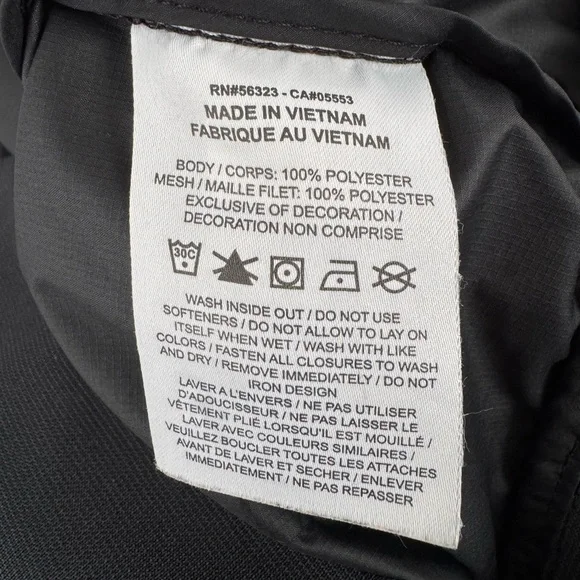 RN#56323 - CA#05553
MADE IN VIETNAM
FABRIQUE AU VIETNAM
BODY / CORPS: 100% POLYESTER
MESH / MAILLE FILET: 100% POLYESTER
EXCLUSIVE OF DECORATION /
DECORATION NON COMPRISE
30C
WASH INSIDE OUT / DO NOT USE
SOFTENERS / DO NOT ALLOW TO LAY ON
ITSELF WHEN WET / WASH WITH LIKE
COLORS / FASTEN ALL CLOSURES TO WASH
AND DRY / REMOVE IMMEDIATELY / DO NOT
IRON DESIGN
LAVER A L'ENVERS / NE PAS UTILISER
D'ADOUCISSEUR / NE PAS LAISSER LE
VÊTEMENT PLIÉ LORSQU'IL EST MOUILLÉ /
LAVER AVEC COULEURS SIMILAIRES /
VEUILLEZ BOUCLER TOUTES LES ATTACHES
AVANT DE LAVER ET SECHER / ENLEVER
IMMÉDIATEMENT / NE PAS REPASSER